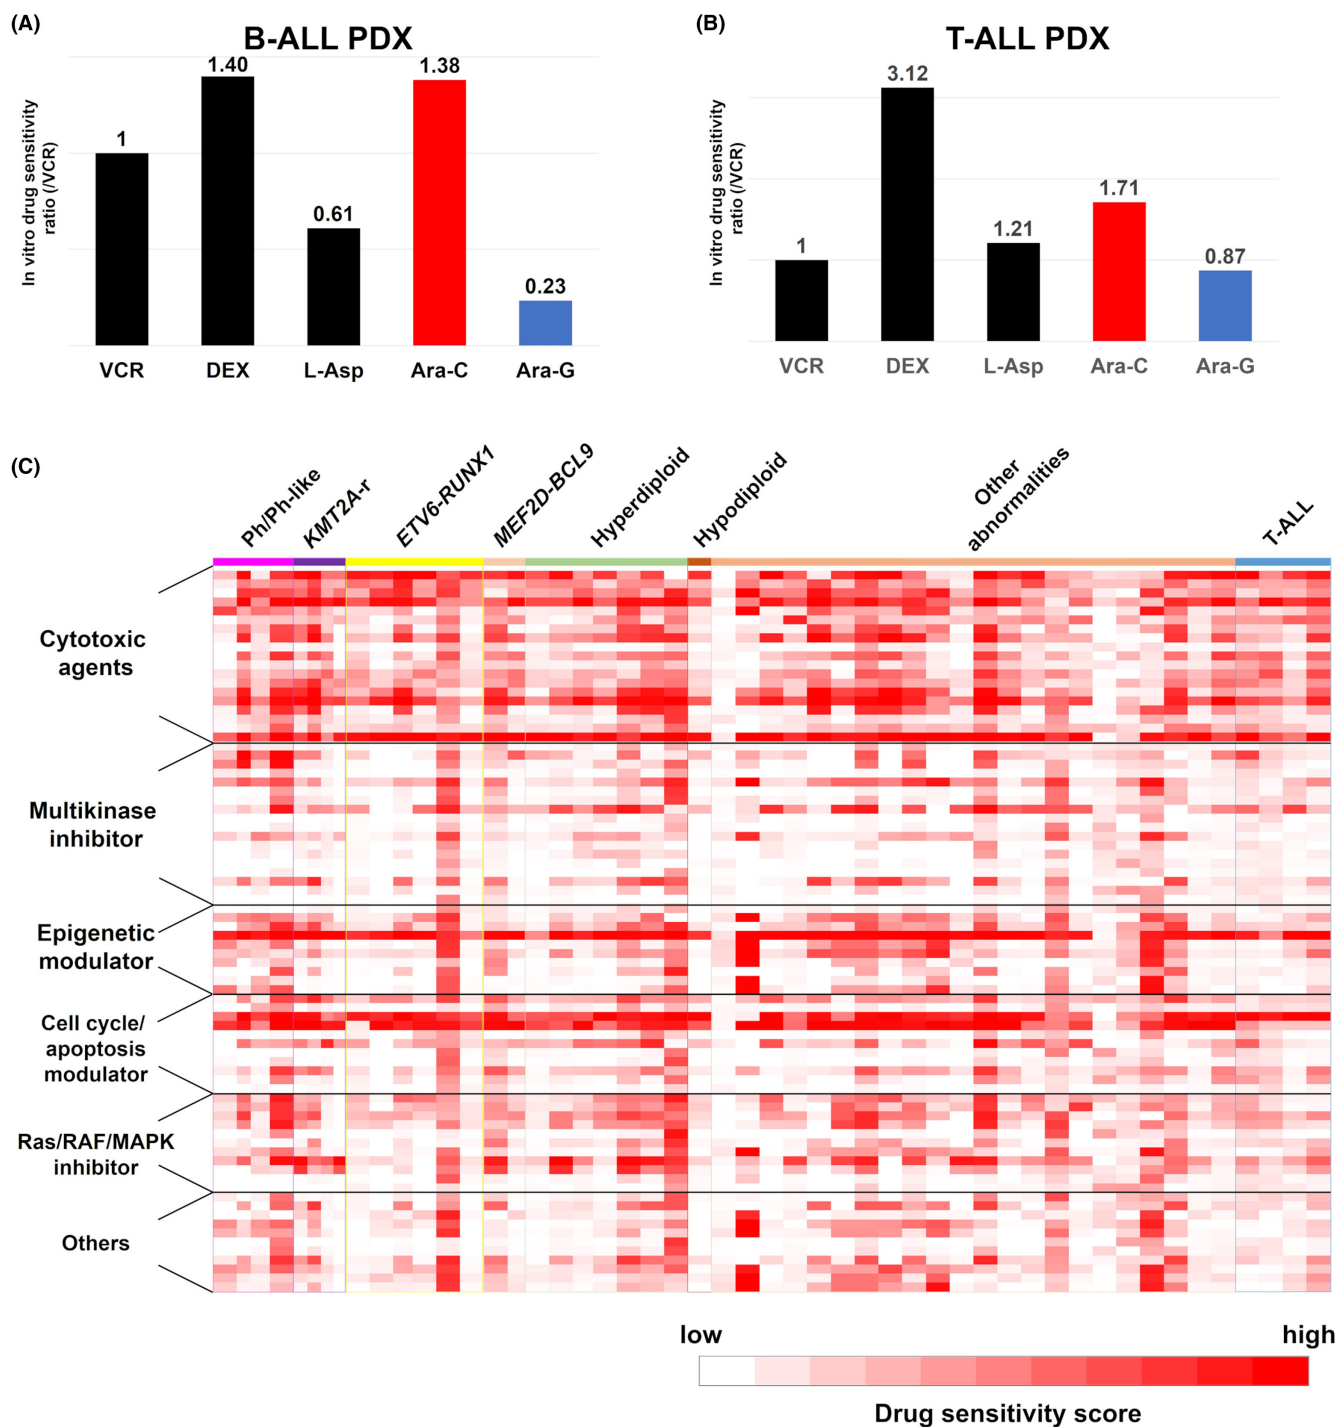 (A)
B-ALL PDX
In vitro drug sensitivity
ratio (/VCR)
1
1.40
0.61
1.38
0.23
VCR
DEX
L-Asp
Ara-C
Ara-G
(B)
T-ALL PDX
In vitro drug sensitivity
ratio (/VCR)
1
3.12
1.21
1.71
0.87
VCR
DEX
L-Asp
Ara-C
Ara-G
(C)
Ph/Ph-like
KMT2A-r
ETV6-RUNX1
MEF2D-BCL9
Hyperdiploid
Hypodiploid
Other
abnormalities
T-ALL
Cytotoxic
agents
Multikinase
inhibitor
Epigenetic
modulator
Cell cycle/
apoptosis
modulator
Ras/RAF/MAPK
inhibitor
Others
low
high
Drug sensitivity score